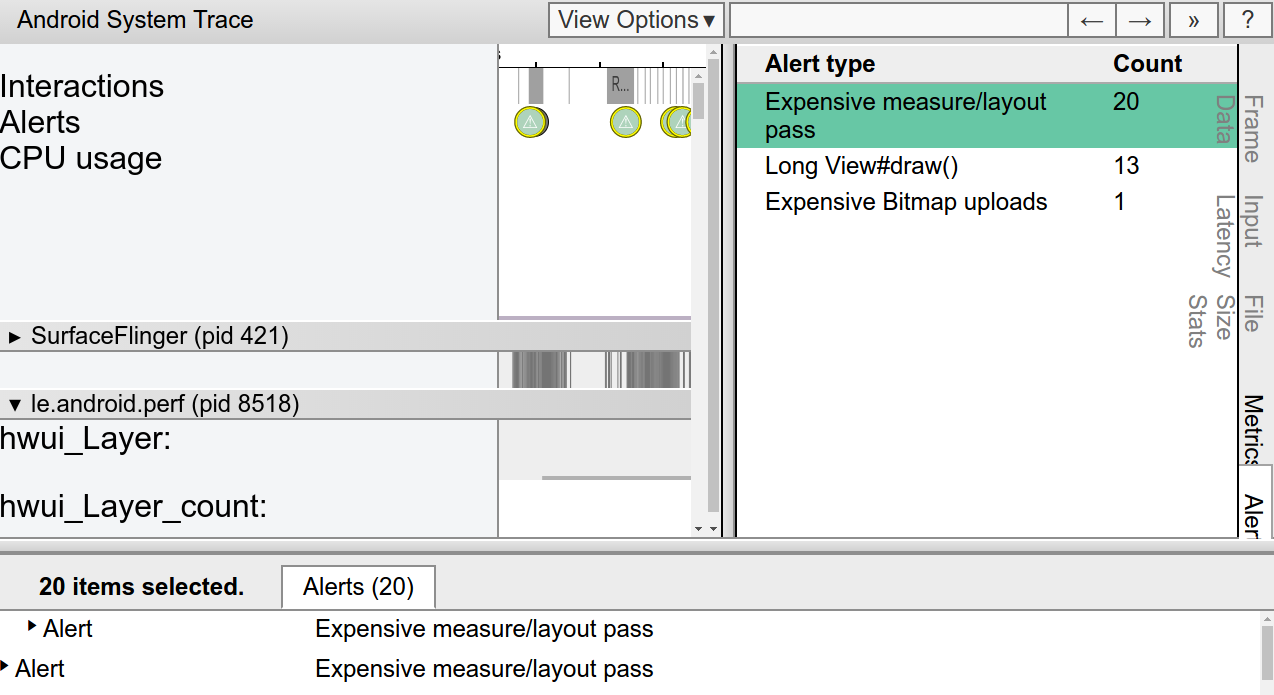 Android System Trace
View Options ▾
← → » ?
Interactions
Alerts
CPU usage
R...
SurfaceFlinger (pid 421)
le.android.perf (pid 8518)
hwui_Layer:
hwui_Layer_count:
Alert type Count
Expensive measure/layout 20
pass
Long View#draw() 13
Expensive Bitmap uploads 1
Frame
Data
Input
Latency
File
Size
Stats
Metrics
Aler
20 items selected. Alerts (20)
Alert Expensive measure/layout pass
Alert Expensive measure/layout pass